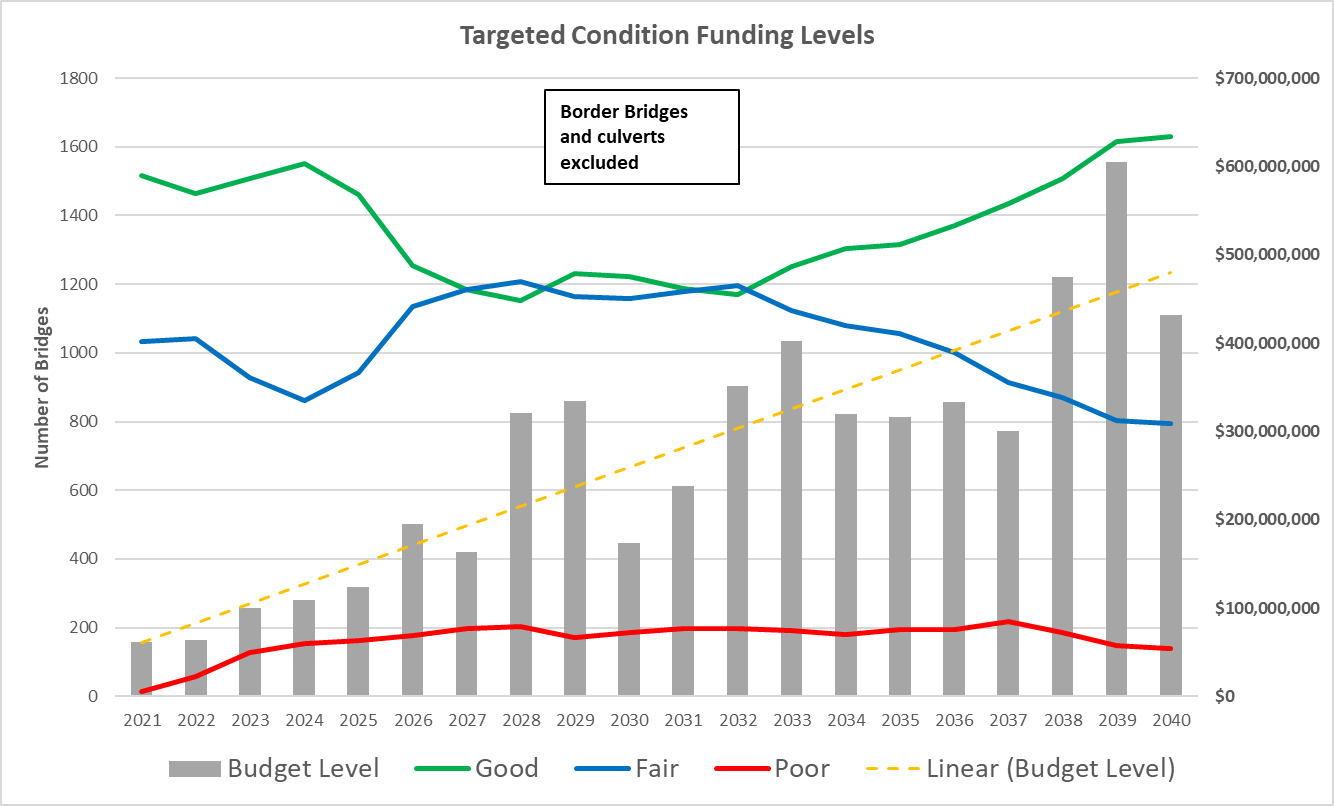 Targeted Condition Funding Levels
Border Bridges
and culverts
excluded
Number of Bridges
1800
1600
1400
1200
1000
800
600
400
200
0
$700,000,000
$600,000,000
$500,000,000
$400,000,000
$300,000,000
$200,000,000
$100,000,000
$0
2021 2022 2023 2024 2025 2026 2027 2028 2029 2030 2031 2032 2033 2034 2035 2036 2037 2038 2039 2040
Budget Level Good Fair Poor Linear (Budget Level)